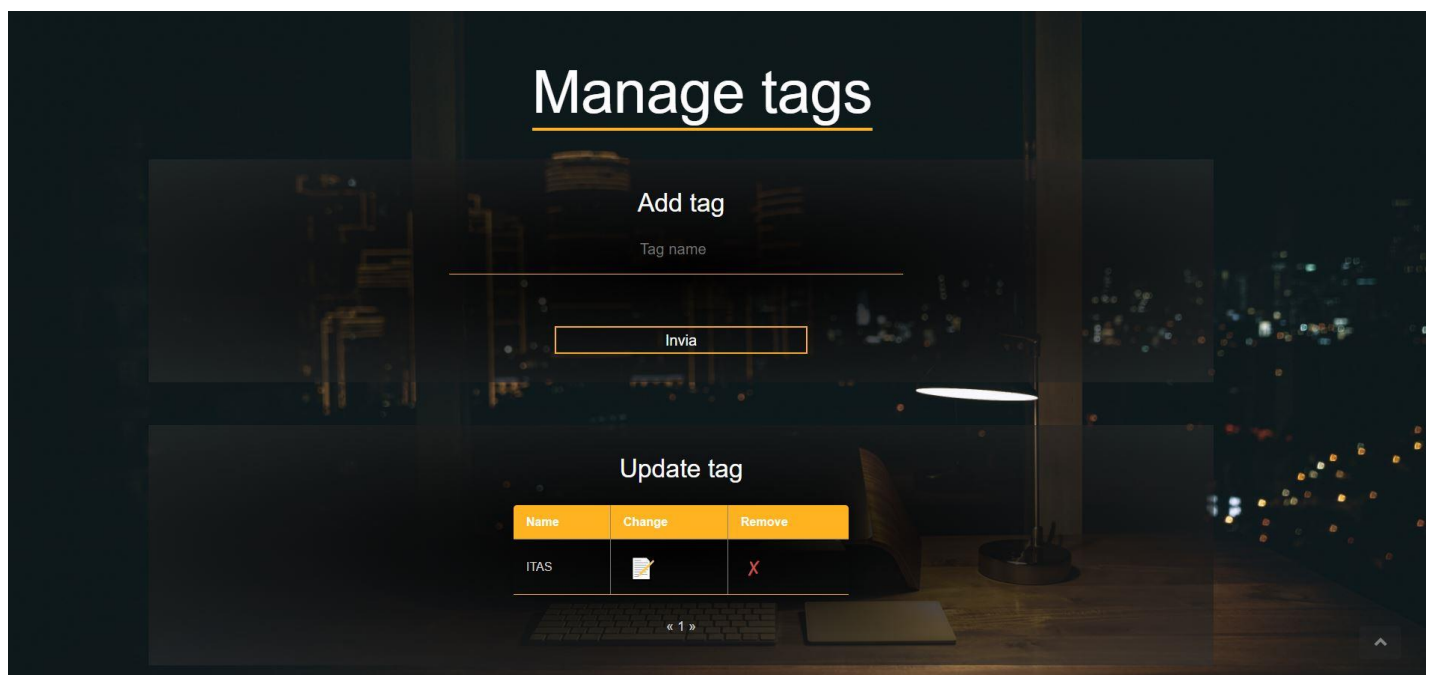 Manage tags
Add tag
Tag name
Invia
Update tag
Name Change Remove
ITAS X
« 1 »